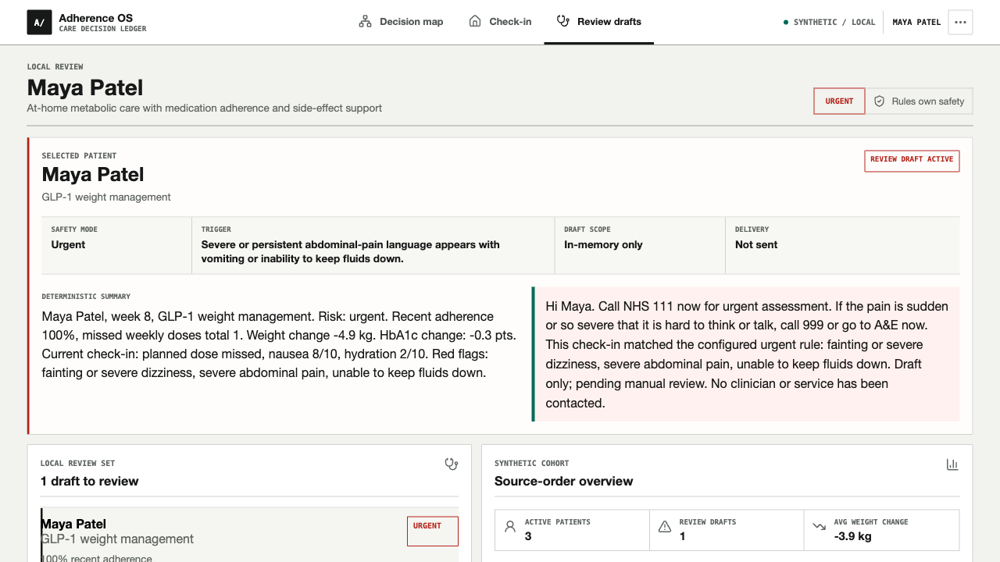 A/
Adherence OS
CARE DECISION LEDGER
Decision map
Check-in
Review drafts
SYNTHETIC / LOCAL
MAYA PATEL
LOCAL REVIEW
Maya Patel
At-home metabolic care with medication adherence and side-effect support
URGENT
Rules own safety
SELECTED PATIENT
Maya Patel
GLP-1 weight management
REVIEW DRAFT ACTIVE
SAFETY MODE
Urgent
TRIGGER
Severe or persistent abdominal-pain language appears with
vomiting or inability to keep fluids down.
DRAFT SCOPE
In-memory only
DELIVERY
Not sent
DETERMINISTIC SUMMARY
Maya Patel, week 8, GLP-1 weight management. Risk: urgent. Recent adherence
100%, missed weekly doses total 1. Weight change -4.9 kg. HbA1c change: -0.3 pts.
Current check-in: planned dose missed, nausea 8/10, hydration 2/10. Red flags:
fainting or severe dizziness, severe abdominal pain, unable to keep fluids down.
Hi Maya. Call NHS 111 now for urgent assessment. If the pain is sudden
or so severe that it is hard to think or talk, call 999 or go to A&E now.
This check-in matched the configured urgent rule: fainting or severe
dizziness, severe abdominal pain, unable to keep fluids down. Draft
only; pending manual review. No clinician or service has been
contacted.
LOCAL REVIEW SET
1 draft to review
Maya Patel
GLP-1 weight management
URGENT
100% recent adherence
SYNTHETIC COHORT
Source-order overview
ACTIVE PATIENTS
3
REVIEW DRAFTS
1
AVG WEIGHT CHANGE
-3.9 kg